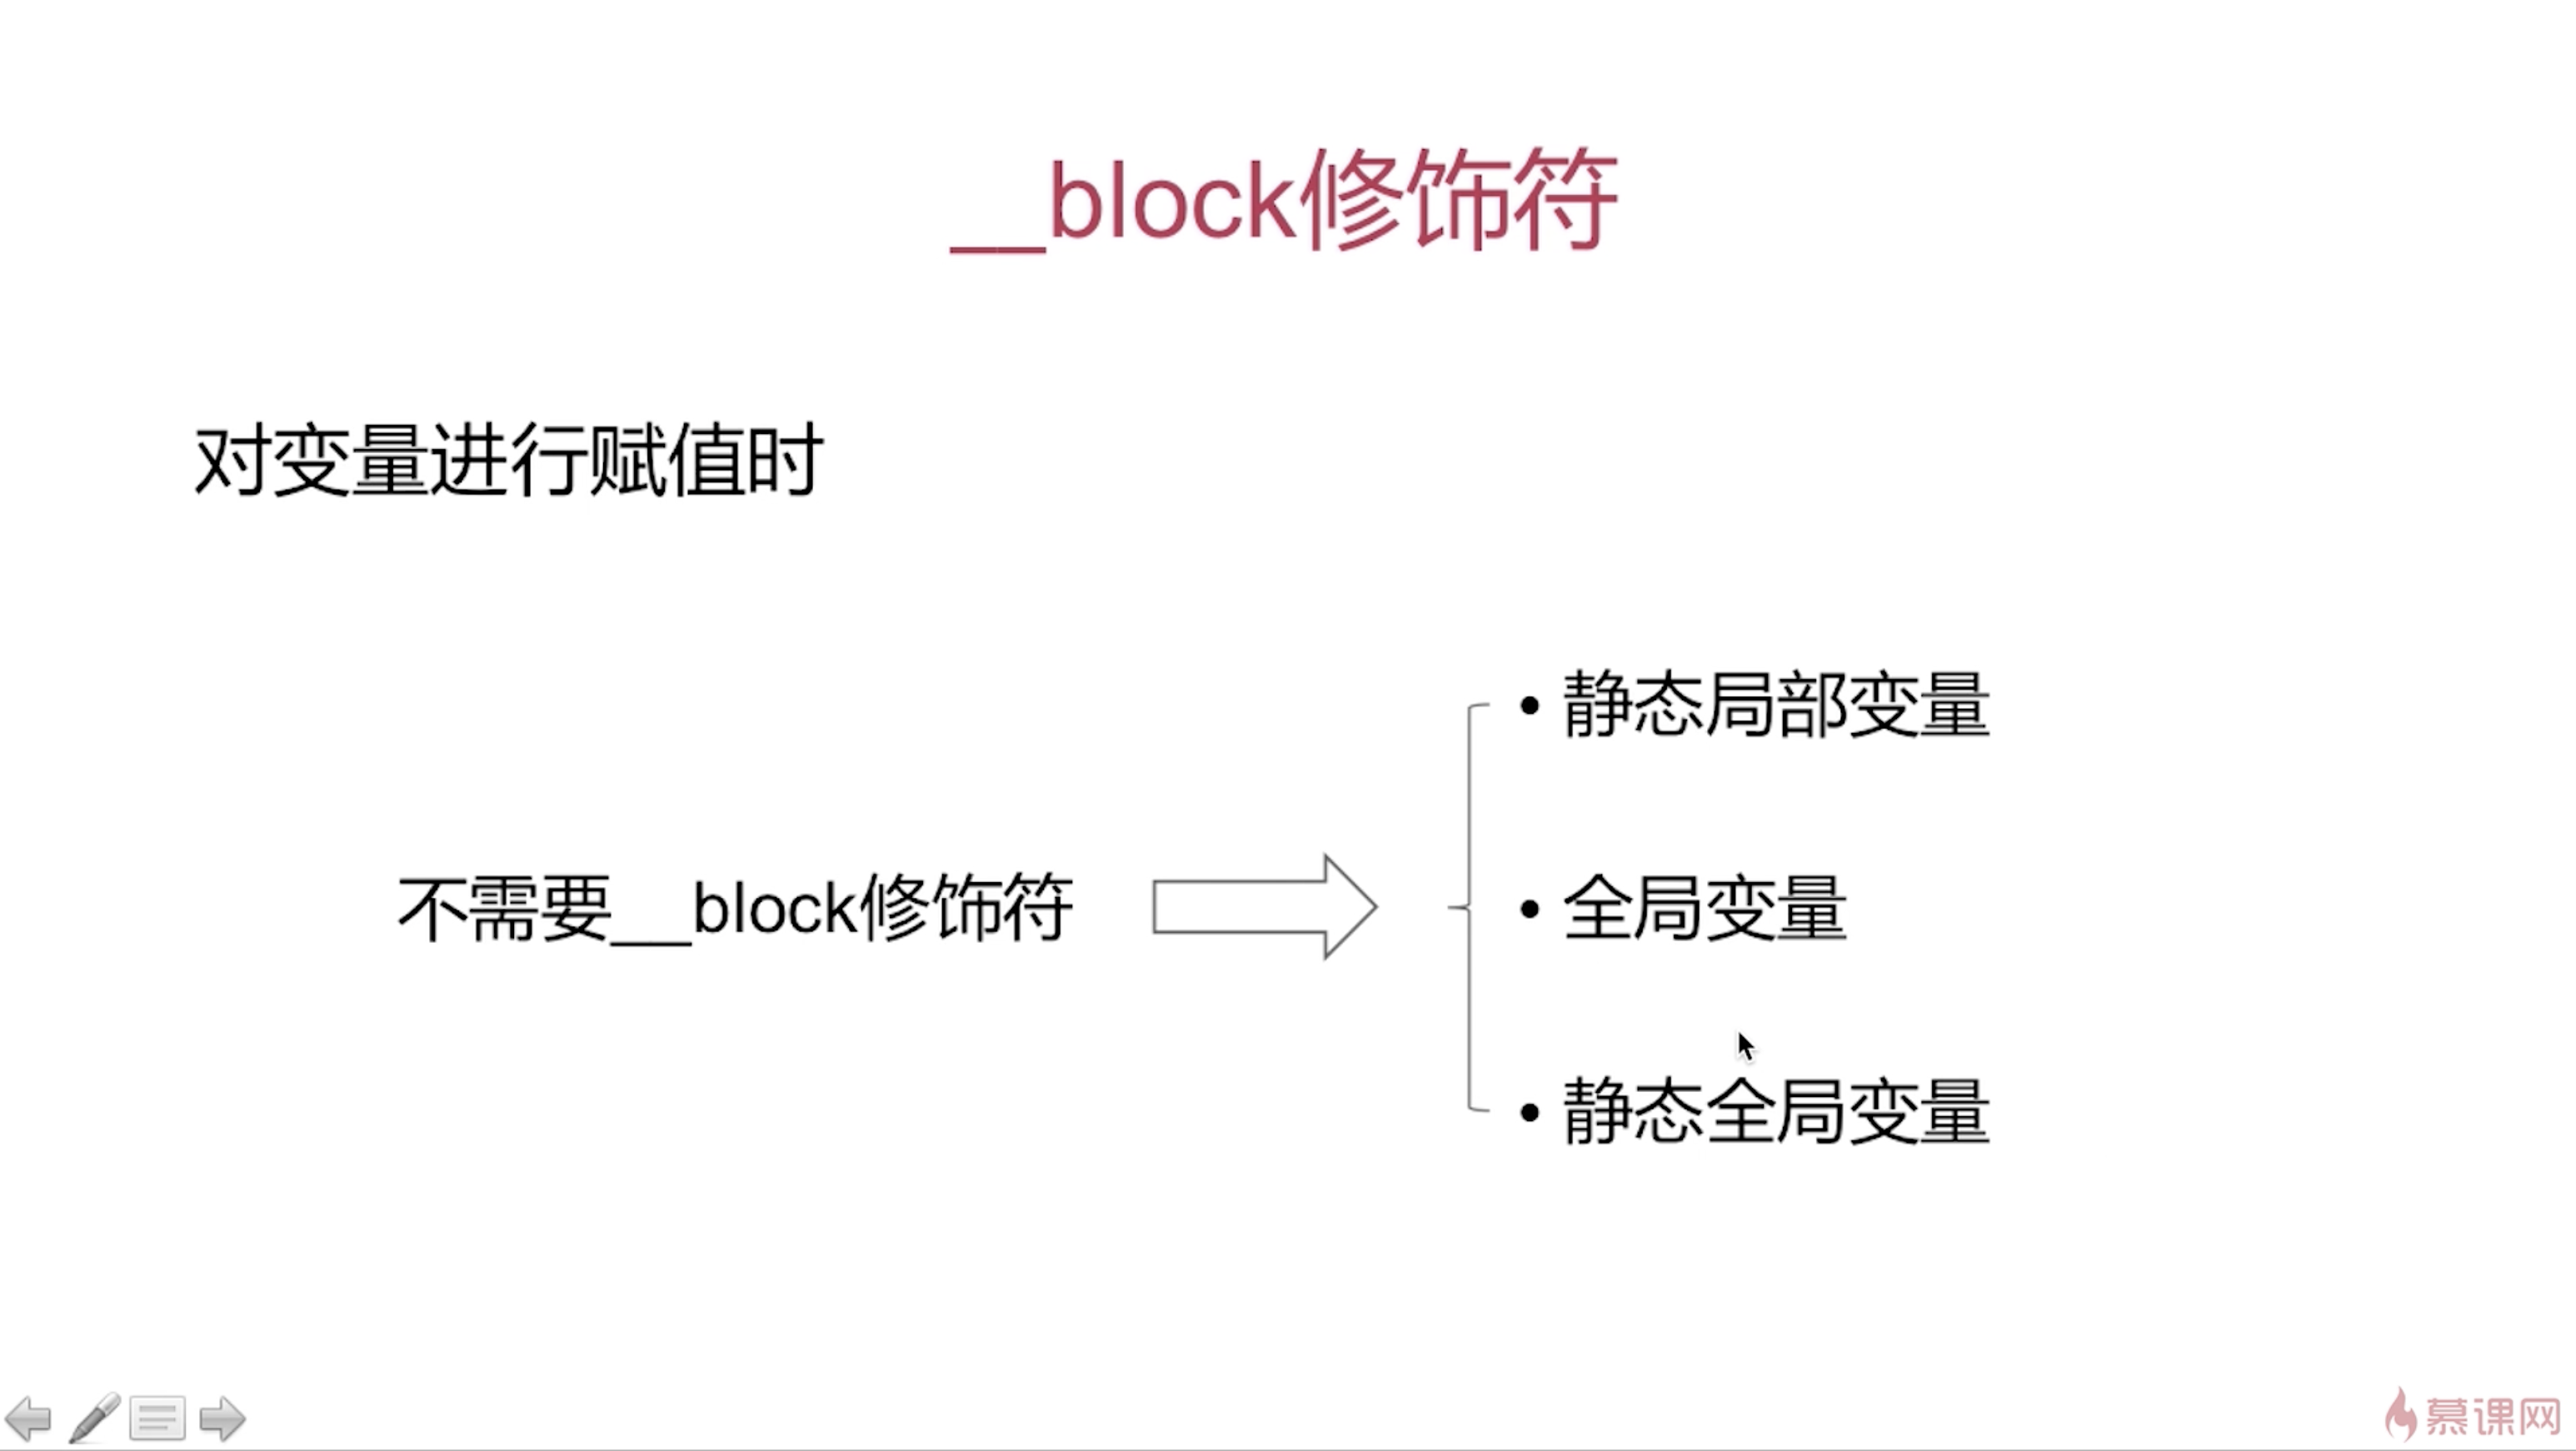 __block修饰符
对变量进行赋值时
不需要__block修饰符
• 静态局部变量
• 全局变量
• 静态全局变量
慕课网